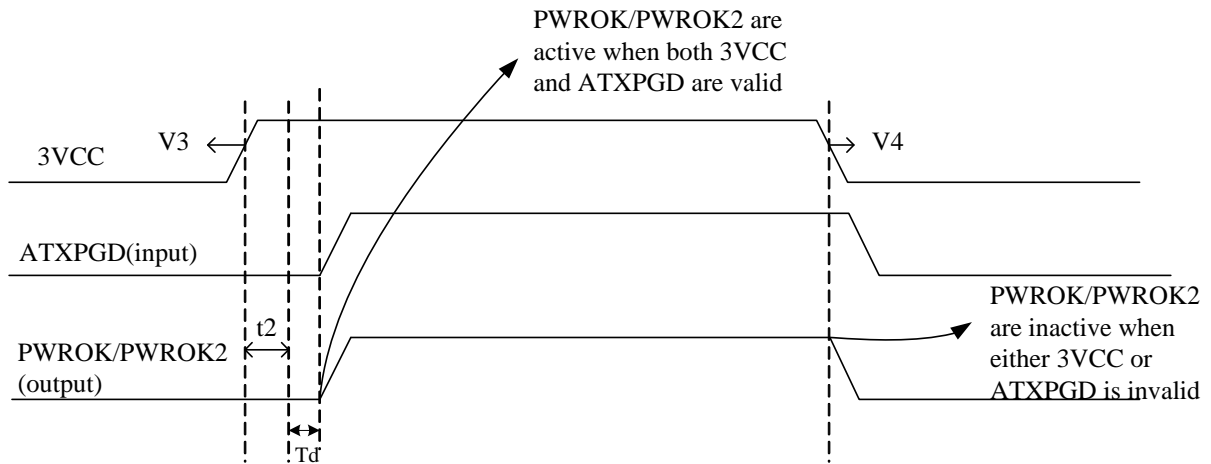 PWROK/PWROK2 are
active when both 3VCC
and ATXPGD are valid
V3
V4
3VCC
ATXPGD(input)
PWROK/PWROK2
are inactive when
either 3VCC or
ATXPGD is invalid
t2
PWROK/PWROK2
(output)
Td